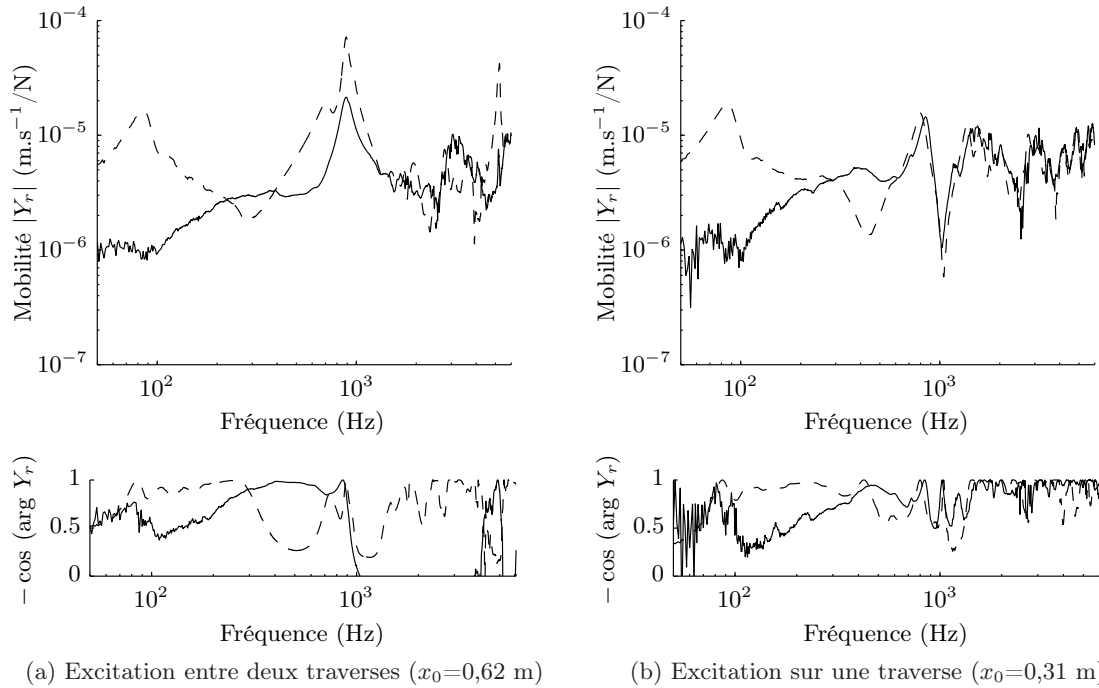 10⁻⁴
10⁻⁵
10⁻⁶
10⁻⁷
Mobilité |Yᵣ| (m.s⁻¹/N)
10² 10³
Fréquence (Hz)
1
0.5
0
− cos (arg Yᵣ)
10² 10³
Fréquence (Hz)
(a) Excitation entre deux traverses (x₀=0,62 m)
10⁻⁴
10⁻⁵
10⁻⁶
10⁻⁷
Mobilité |Yᵣ| (m.s⁻¹/N)
10² 10³
Fréquence (Hz)
1
0.5
0
− cos (arg Yᵣ)
10² 10³
Fréquence (Hz)
(b) Excitation sur une traverse (x₀=0,31 m)